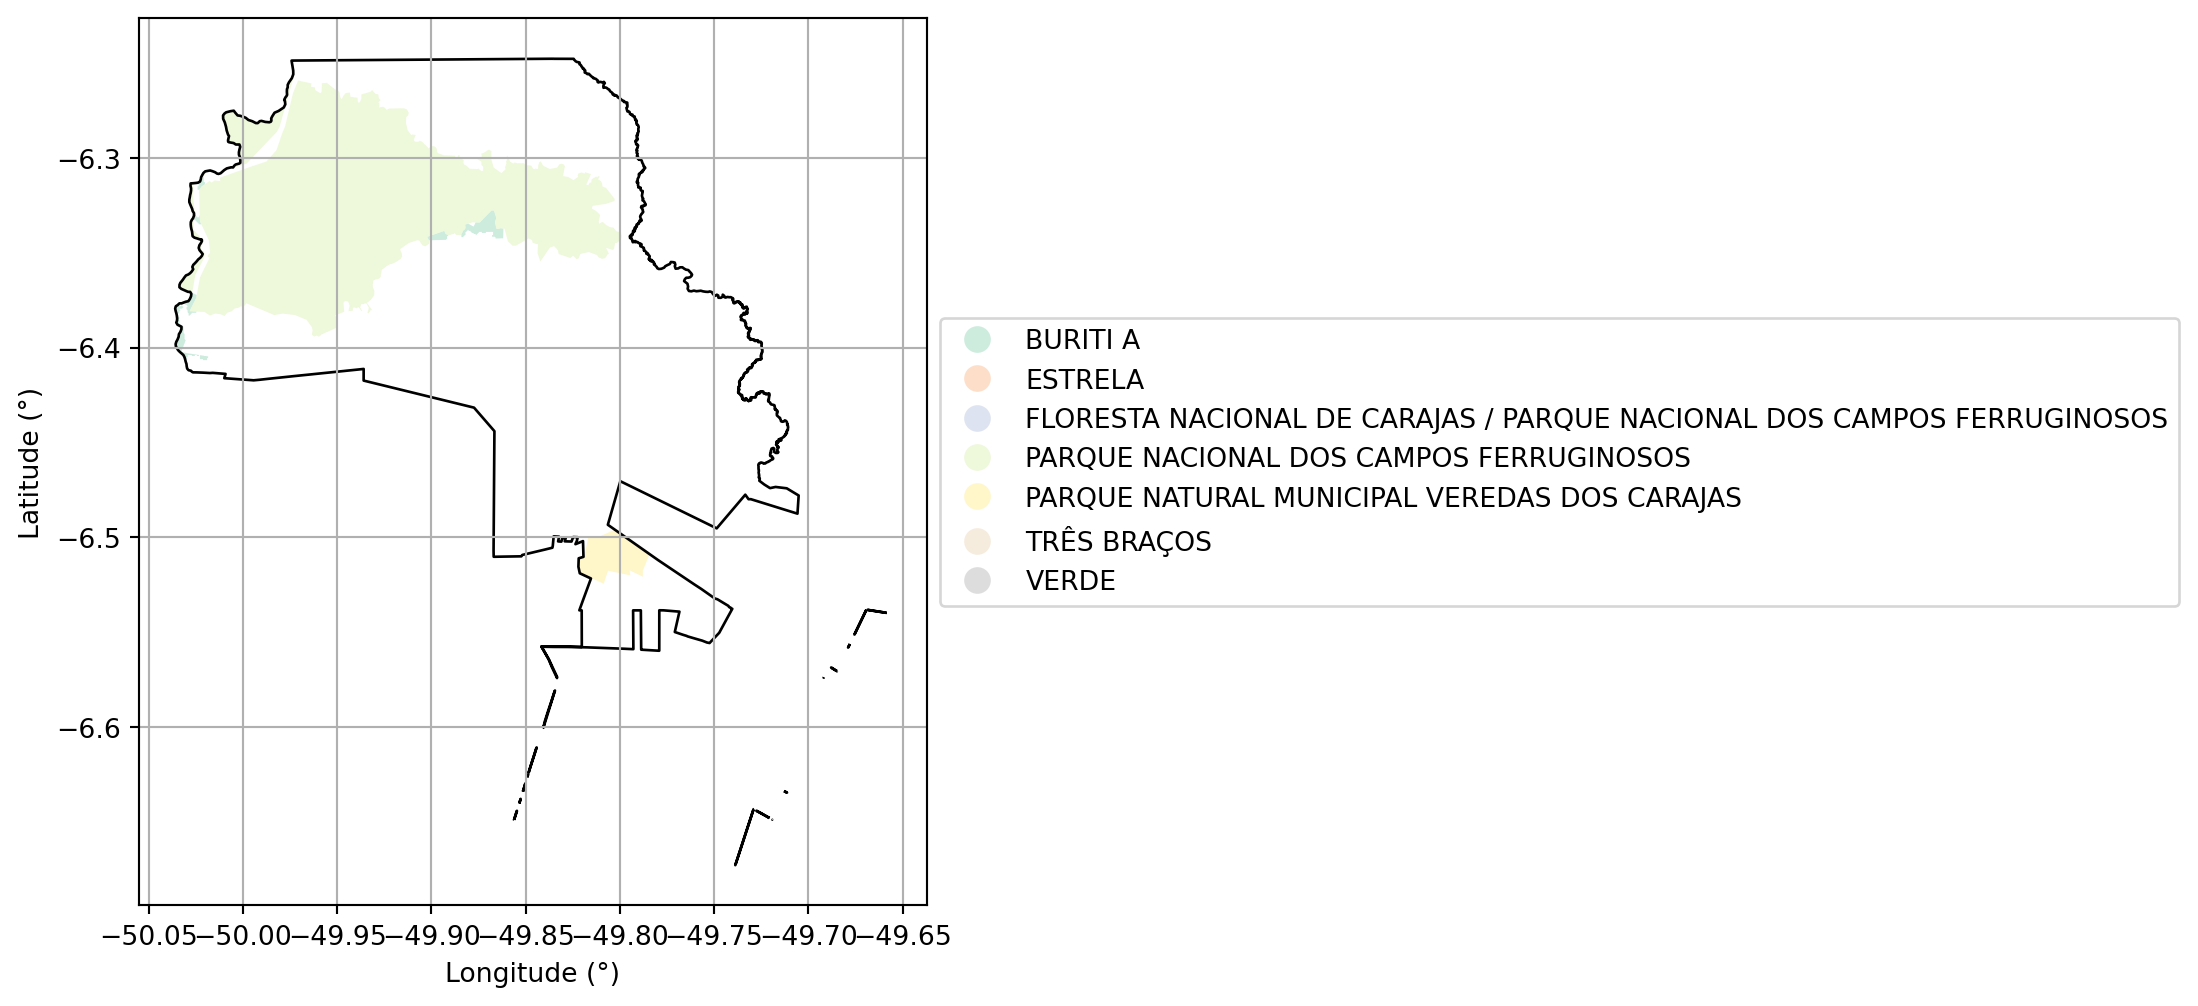 −6.3
−6.4
−6.5
−6.6
Latitude (°)
−50.05 −50.00 −49.95 −49.90 −49.85 −49.80 −49.75 −49.70 −49.65
Longitude (°)
BURITI A
ESTRELA
FLORESTA NACIONAL DE CARAJAS / PARQUE NACIONAL DOS CAMPOS FERRUGINOSOS
PARQUE NACIONAL DOS CAMPOS FERRUGINOSOS
PARQUE NATURAL MUNICIPAL VEREDAS DOS CARAJAS
TRÊS BRAÇOS
VERDE